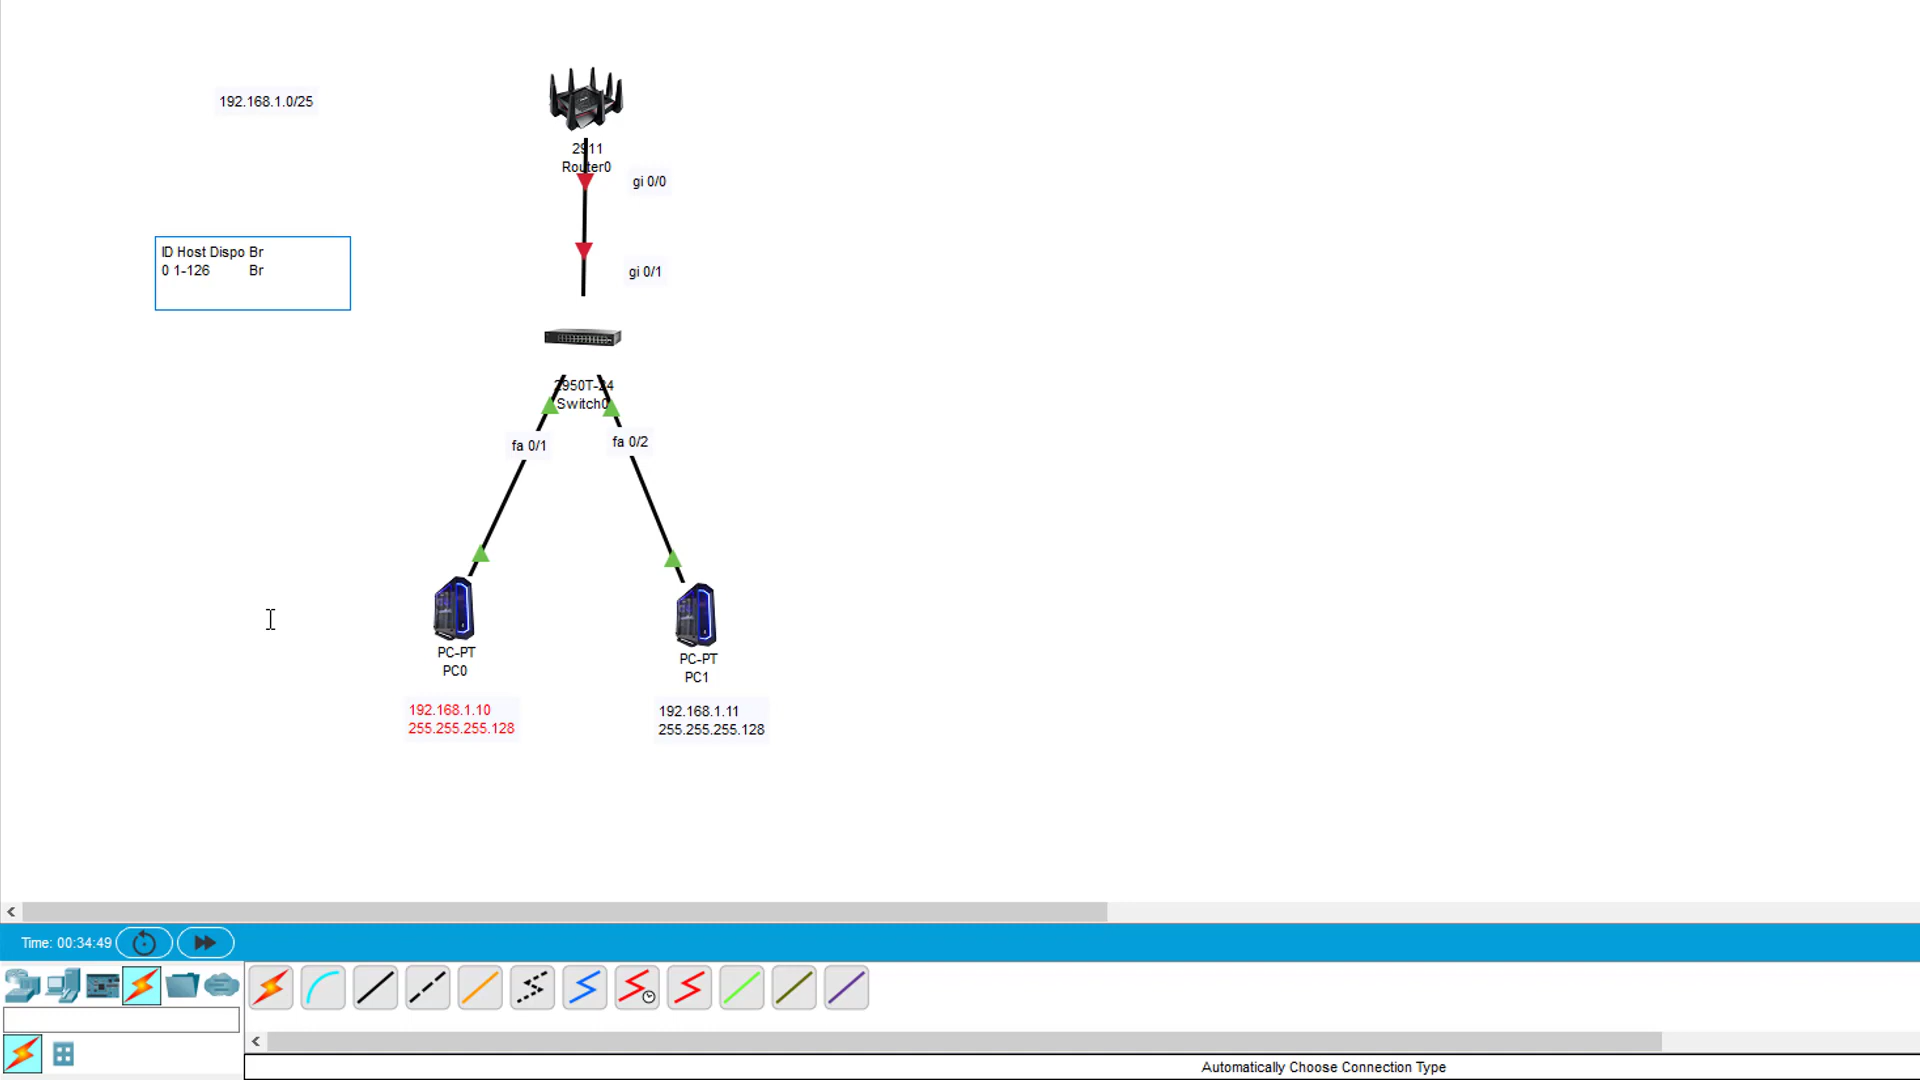 192.168.1.0/25
2911
Router0
gi 0/0
ID Host Dispo Br
0 1-126 Br
gi 0/1
2950T-24
Switch0
fa 0/1
fa 0/2
PC-PT
PC0
PC-PT
PC1
192.168.1.10
255.255.255.128
192.168.1.11
255.255.255.128
Time: 00:34:49
Automatically Choose Connection Type